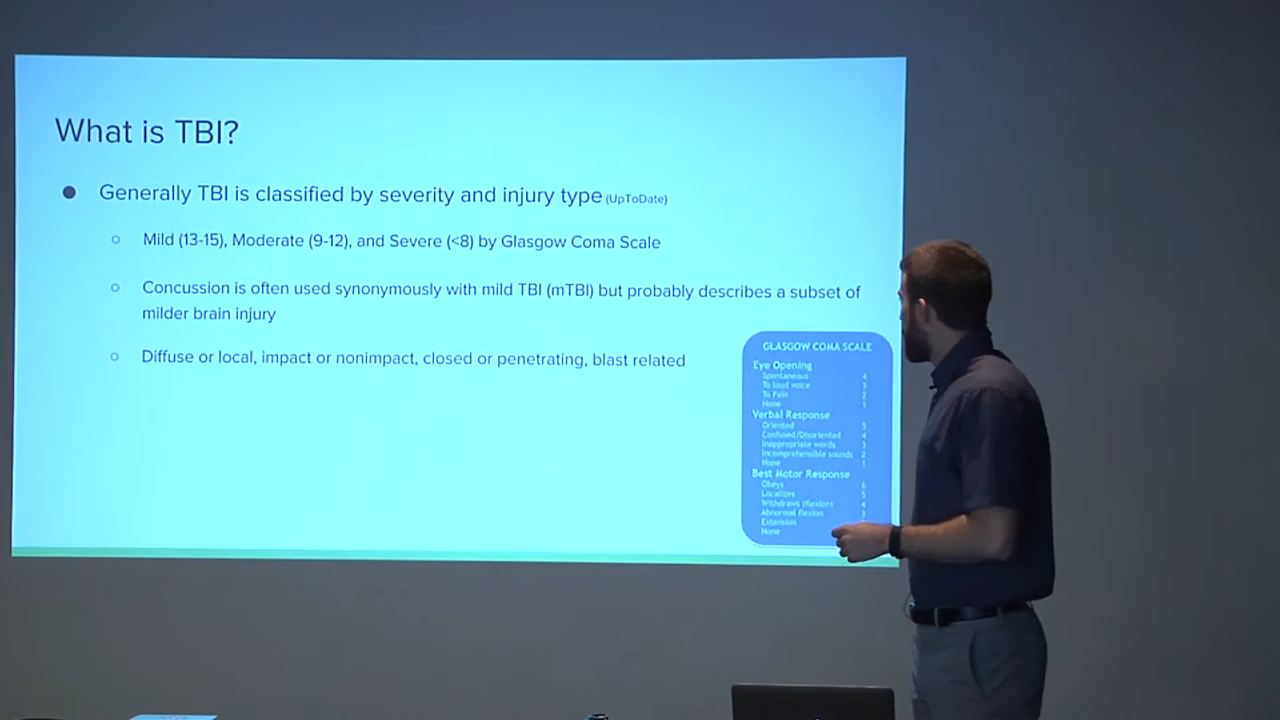 What is TBI?
Generally TBI is classified by severity and injury type (UpToDate)
Mild (13-15), Moderate (9-12), and Severe (<8) by Glasgow Coma Scale
Concussion is often used synonymously with mild TBI (mTBI) but probably describes a subset of
milder brain injury
Diffuse or local, impact or nonimpact, closed or penetrating, blast related
GLASGOW COMA SCALE
Eye Opening
Spontaneous 4
To loud voice 3
To Pain 2
None 1
Verbal Response
Oriented 5
Confused/Disoriented 4
Inappropriate words 3
Incomprehensible sounds 2
None 1
Best Motor Response
Obeys 6
Localizes 5
Withdraws (flexion) 4
Abnormal flexion 3
Extension
None